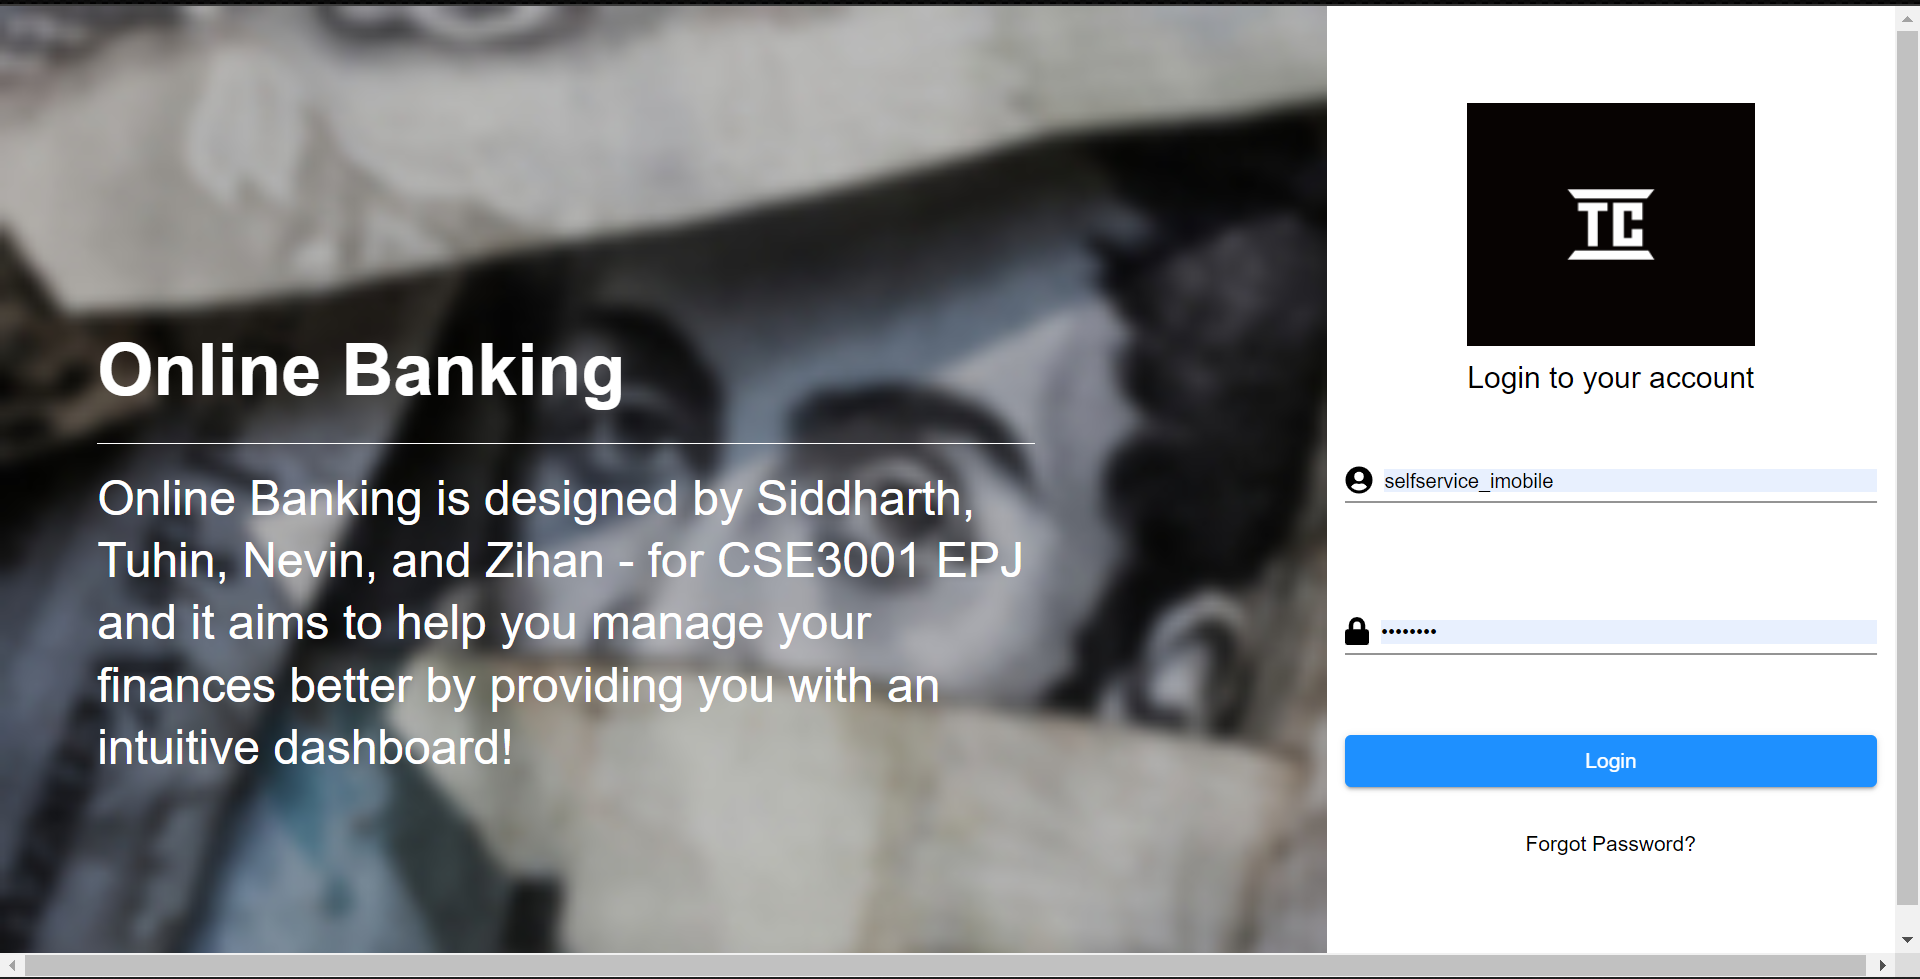 Online Banking
Online Banking is designed by Siddharth,
Tuhin, Nevin, and Zihan - for CSE3001 EPJ
and it aims to help you manage your
finances better by providing you with an
intuitive dashboard!
TC
Login to your account
selfservice_imobile
••••••••
Login
Forgot Password?